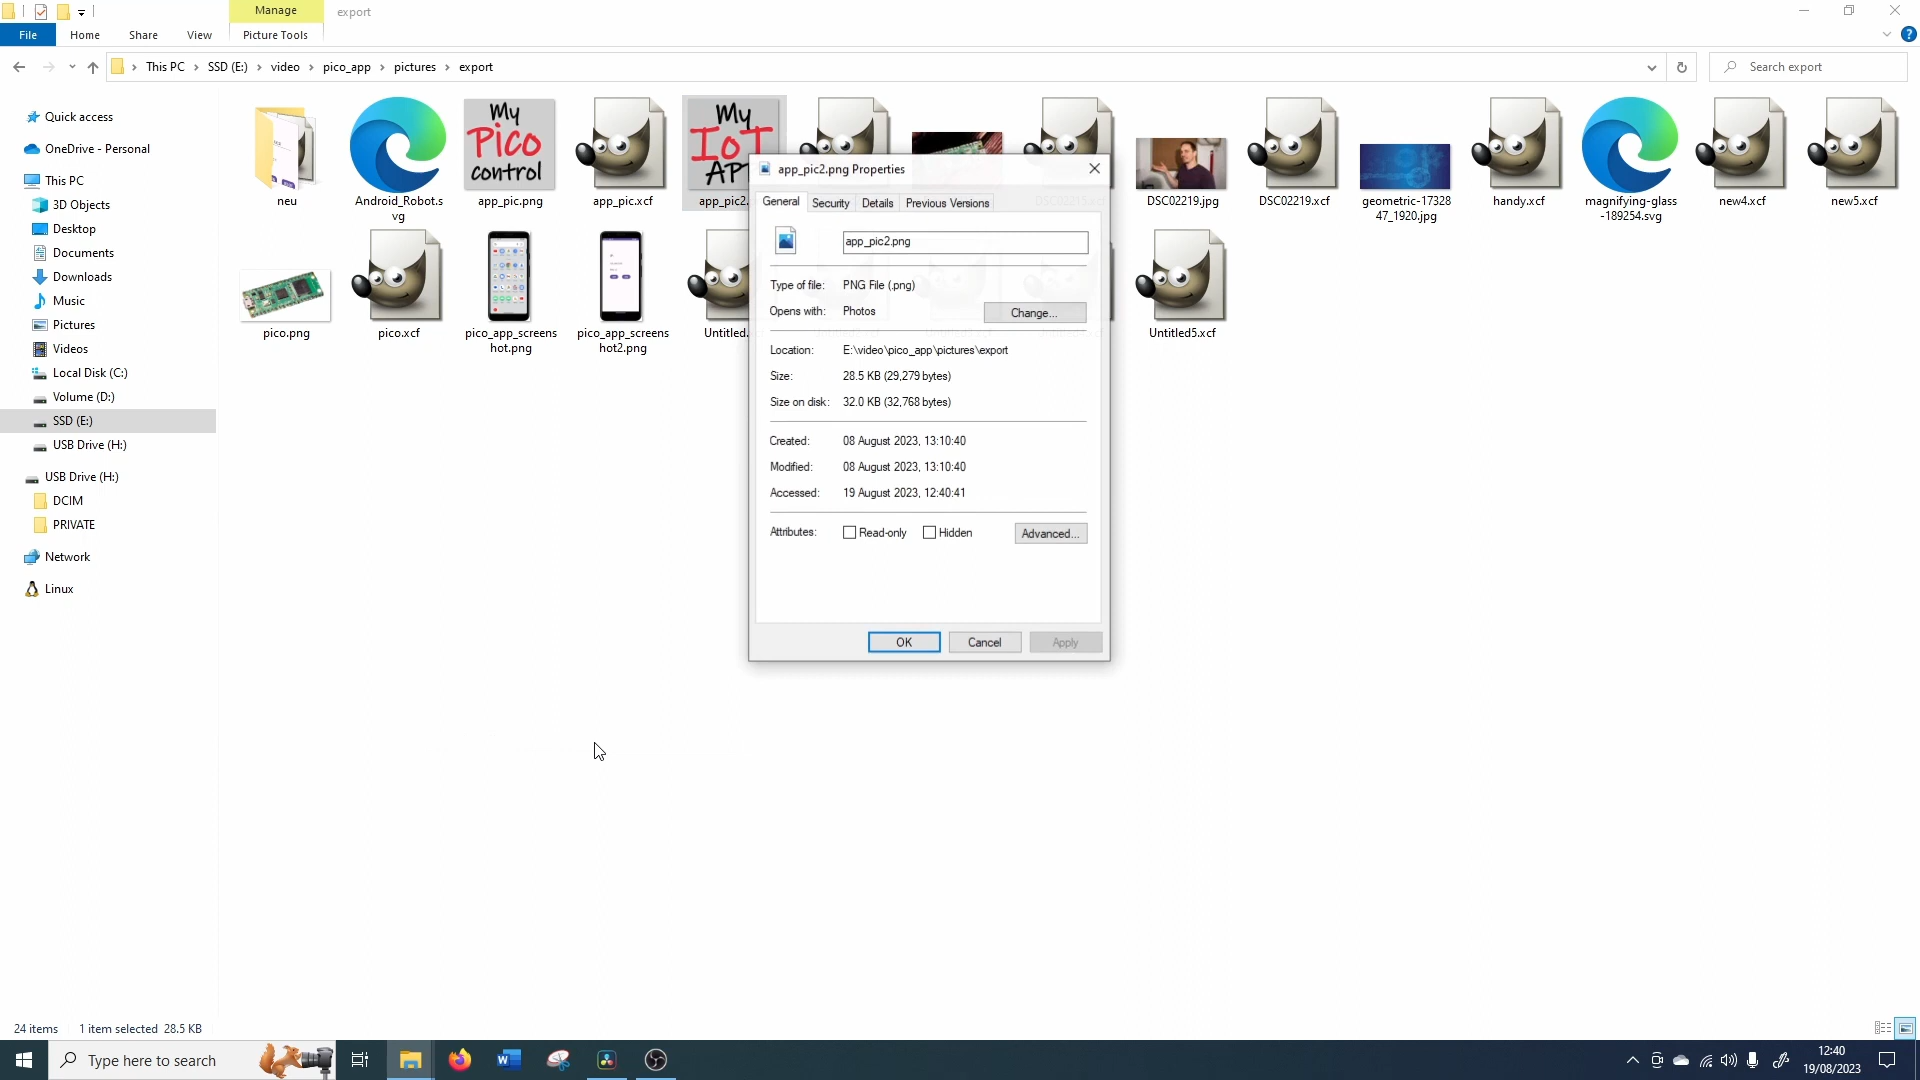 Manage
export
File
Home
Share
View
Picture Tools
This PC
SSD (E:)
video
pico_app
pictures
export
Search export
Quick access
OneDrive - Personal
This PC
3D Objects
Desktop
Documents
Downloads
Music
Pictures
Videos
Local Disk (C:)
Volume (D:)
SSD (E:)
USB Drive (H:)
USB Drive (H:)
DCIM
PRIVATE
Network
Linux
neu
Android_Robot.s
vg
My
Pico
control
app_pic.png
app_pic.xcf
My
IoT
app_pic2.
DSC02219.jpg
DSC02219.xcf
geometric-17328
47_1920.jpg
handy.xcf
magnifying-glass
-189254.svg
new4.xcf
new5.xcf
pico.png
pico.xcf
pico_app_screens
hot.png
pico_app_screens
hot2.png
Untitled.
Untitled5.xcf
app_pic2.png Properties
General
Security
Details
Previous Versions
app_pic2.png
Type of file: PNG File (.png)
Opens with: Photos
Change...
Location: E:\video\pico_app\pictures\export
Size: 28.5 KB (29,279 bytes)
Size on disk: 32.0 KB (32,768 bytes)
Created: 08 August 2023, 13:10:40
Modified: 08 August 2023, 13:10:40
Accessed: 19 August 2023, 12:40:41
Attributes: Read-only Hidden
Advanced...
OK
Cancel
Apply
24 items
1 item selected 28.5 KB
Type here to search
12:40
19/08/2023